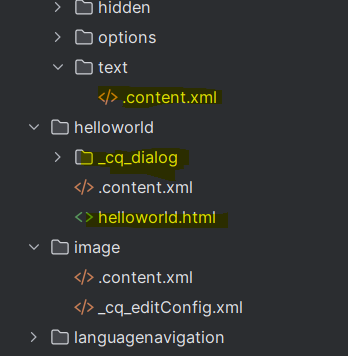 hidden
options
text
.content.xml
helloworld
_cq_dialog
.content.xml
helloworld.html
image
.content.xml
_cq_editConfig.xml
languagenavigation